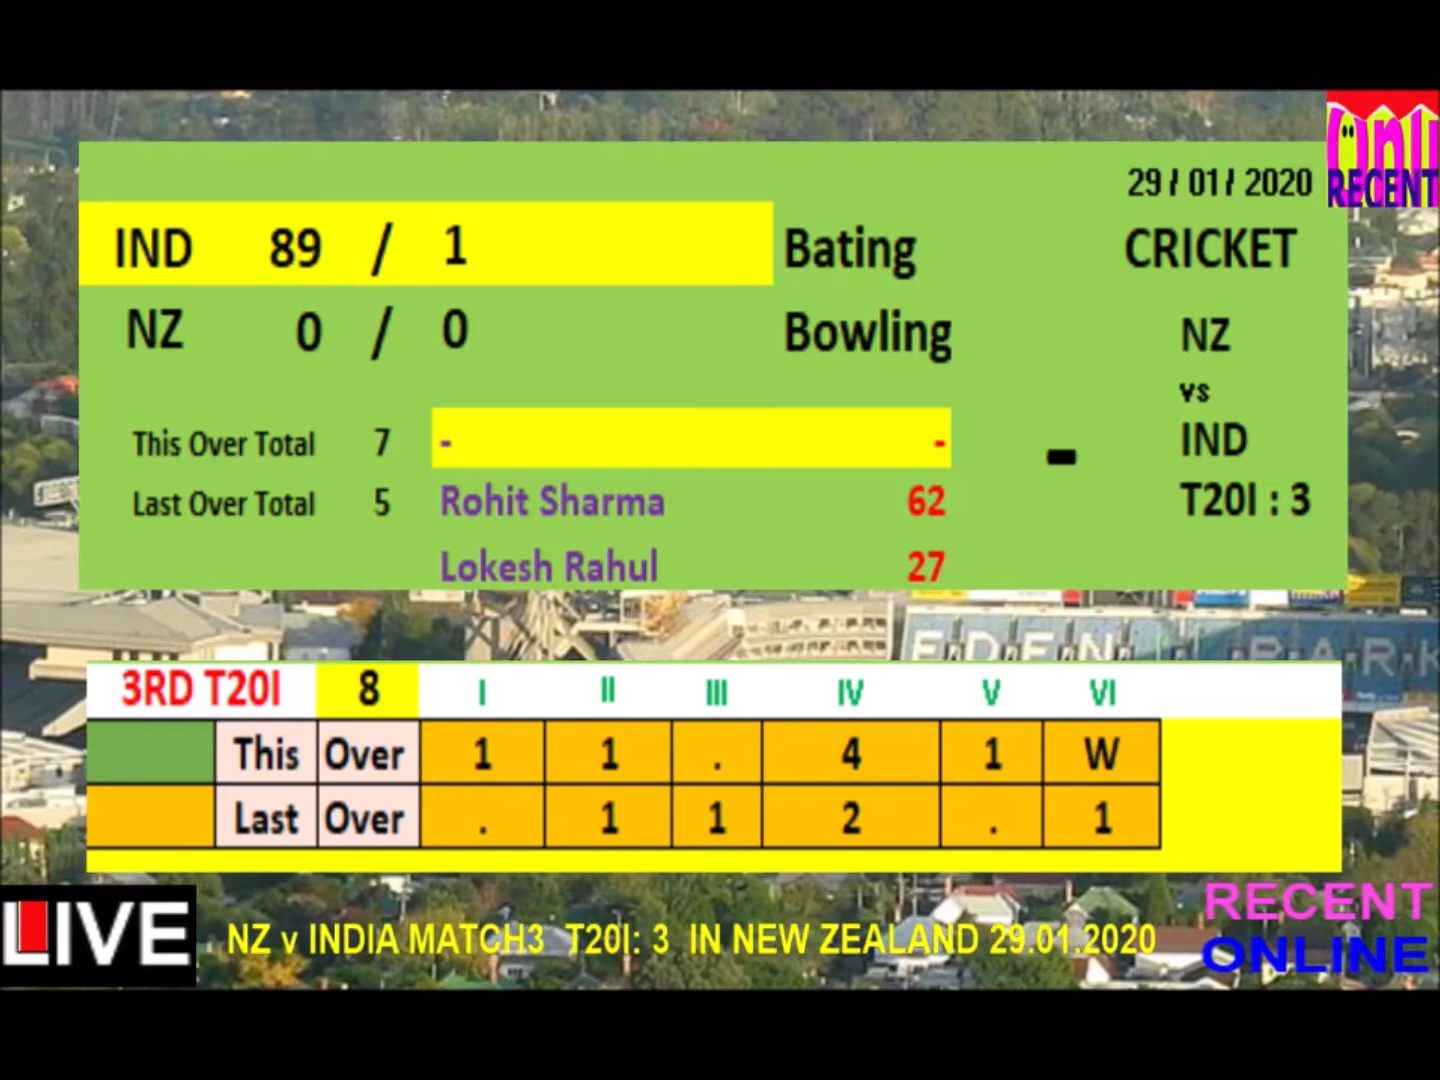 29 / 01 / 2020
RECENT
IND 89 / 1 Bating CRICKET
NZ 0 / 0 Bowling NZ
vs
This Over Total 7 - - - IND
Last Over Total 5 Rohit Sharma 62 T20I : 3
Lokesh Rahul 27
EDEN PARK
3RD T20I 8 I II III IV V VI
This Over 1 1 . 4 1 W
Last Over . 1 1 2 . 1
LIVE
NZ v INDIA MATCH3 T20I: 3 IN NEW ZEALAND 29.01.2020
RECENT
ONLINE